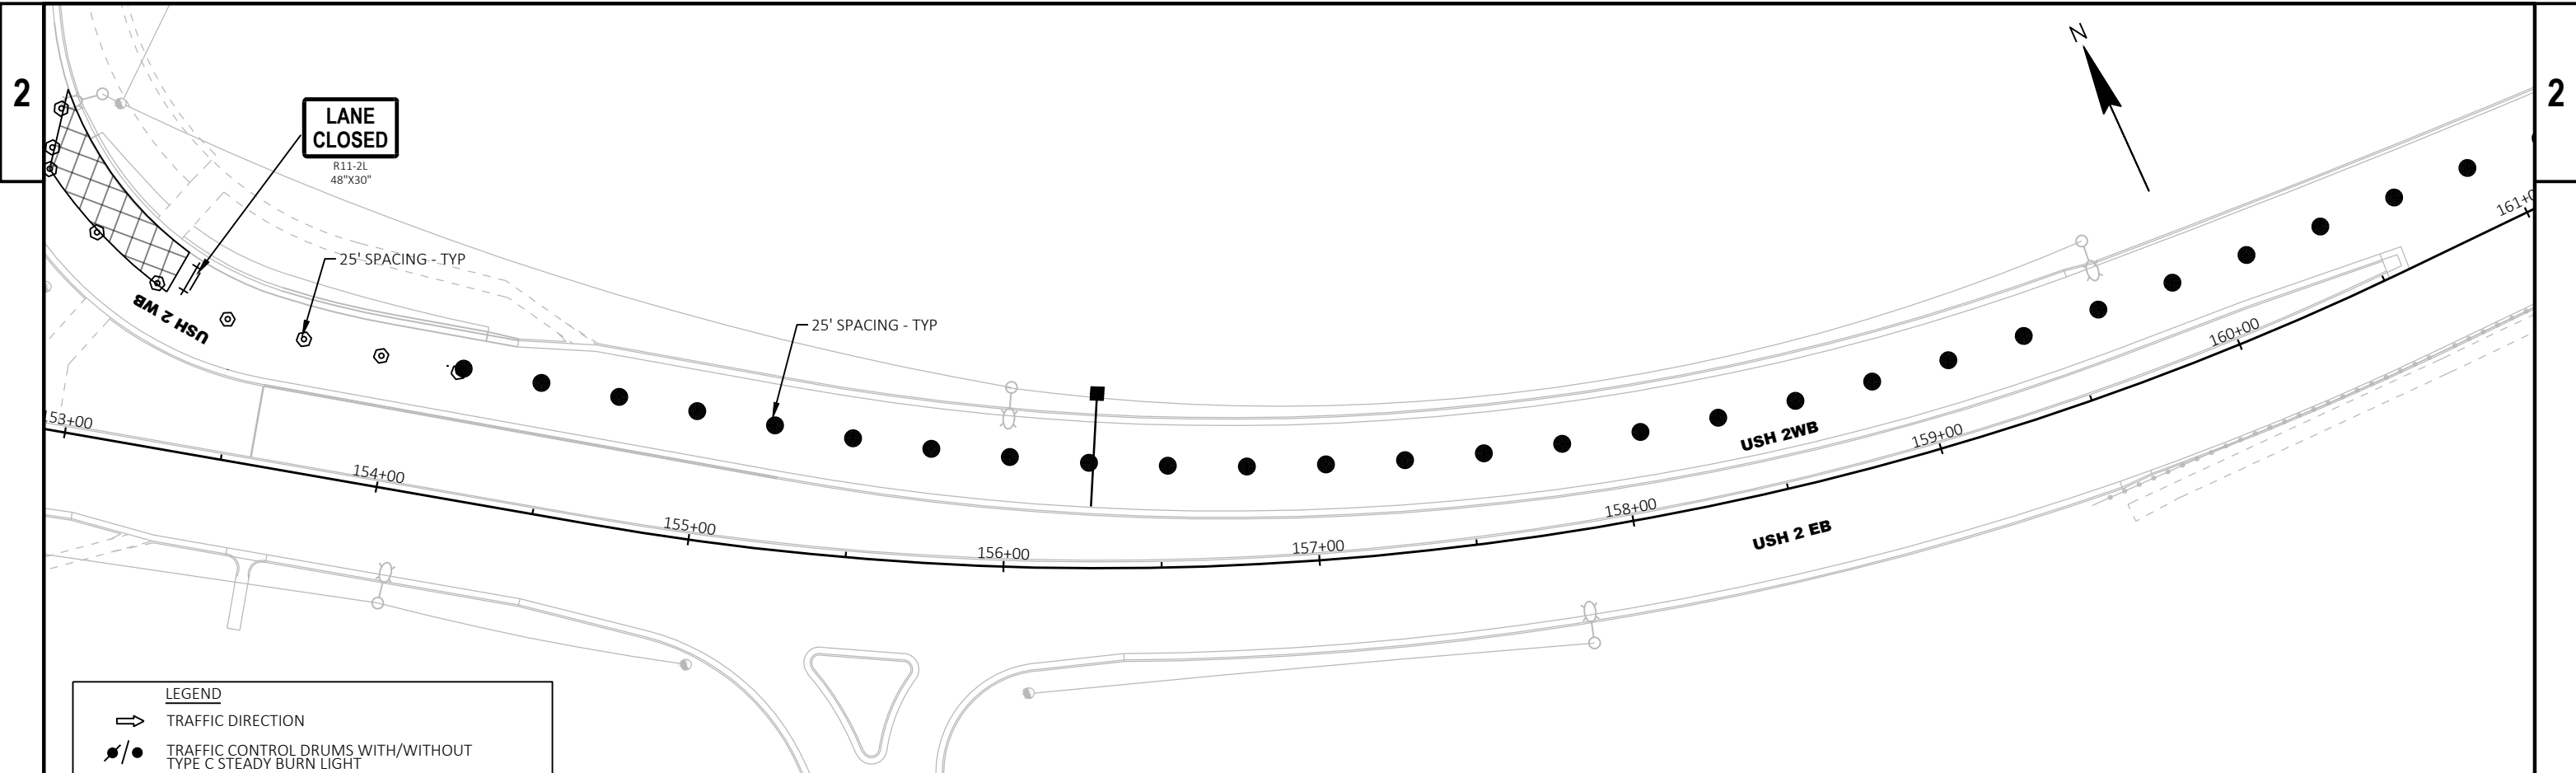 2
2
N
LANE
CLOSED
R11-2L
48"X30"
25' SPACING - TYP
25' SPACING - TYP
USH 2 WB
USH 2WB
USH 2 EB
153+00
154+00
155+00
156+00
157+00
158+00
159+00
160+00
161+0
LEGEND
TRAFFIC DIRECTION
TRAFFIC CONTROL DRUMS WITH/WITHOUT
TYPE C STEADY BURN LIGHT